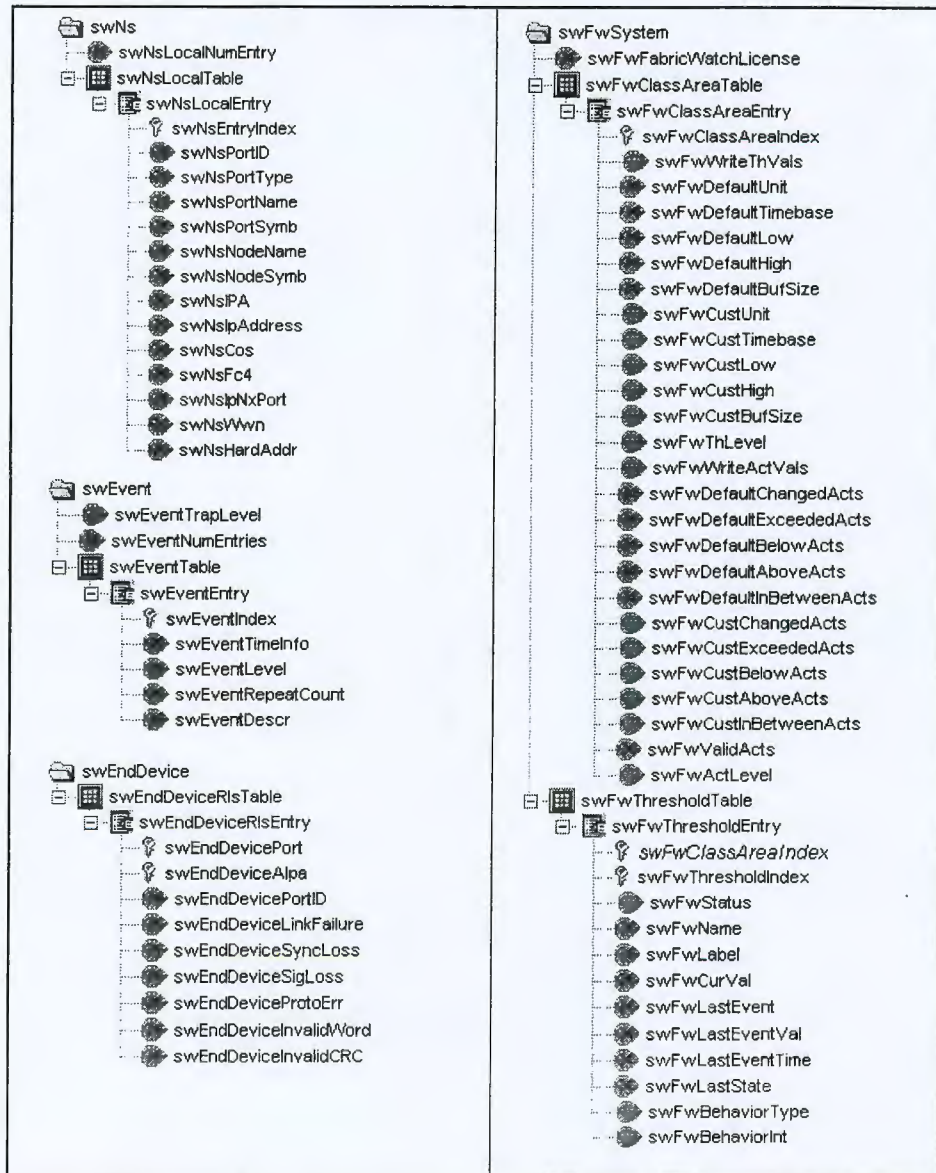 swNs
swNsLocalNumEntry
swNsLocalTable
swNsLocalEntry
swNsEntryIndex
swNsPortID
swNsPortType
swNsPortName
swNsPortSymb
swNsNodeName
swNsNodeSymb
swNsIPA
swNsIpAddress
swNsCos
swNsFc4
swNsIpNxPort
swNsWwn
swNsHardAddr
swEvent
swEventTrapLevel
swEventNumEntries
swEventTable
swEventEntry
swEventIndex
swEventTimeInfo
swEventLevel
swEventRepeatCount
swEventDescr
swEndDevice
swEndDeviceRlsTable
swEndDeviceRlsEntry
swEndDevicePort
swEndDeviceAlpa
swEndDevicePortID
swEndDeviceLinkFailure
swEndDeviceSyncLoss
swEndDeviceSigLoss
swEndDeviceProtoErr
swEndDeviceInvalidWord
swEndDeviceInvalidCRC
swFwSystem
swFwFabricWatchLicense
swFwClassAreaTable
swFwClassAreaEntry
swFwClassAreaIndex
swFwWriteThVals
swFwDefaultUnit
swFwDefaultTimebase
swFwDefaultLow
swFwDefaultHigh
swFwDefaultBufSize
swFwCustUnit
swFwCustTimebase
swFwCustLow
swFwCustHigh
swFwCustBufSize
swFwThLevel
swFwWriteActVals
swFwDefaultChangedActs
swFwDefaultExceededActs
swFwDefaultBelowActs
swFwDefaultAboveActs
swFwDefaultInBetweenActs
swFwCustChangedActs
swFwCustExceededActs
swFwCustBelowActs
swFwCustAboveActs
swFwCustInBetweenActs
swFwValidActs
swFwActLevel
swFwThresholdTable
swFwThresholdEntry
swFwClassAreaIndex
swFwThresholdIndex
swFwStatus
swFwName
swFwLabel
swFwCurVal
swFwLastEvent
swFwLastEventVal
swFwLastEventTime
swFwLastState
swFwBehaviorType
swFwBehaviorInt